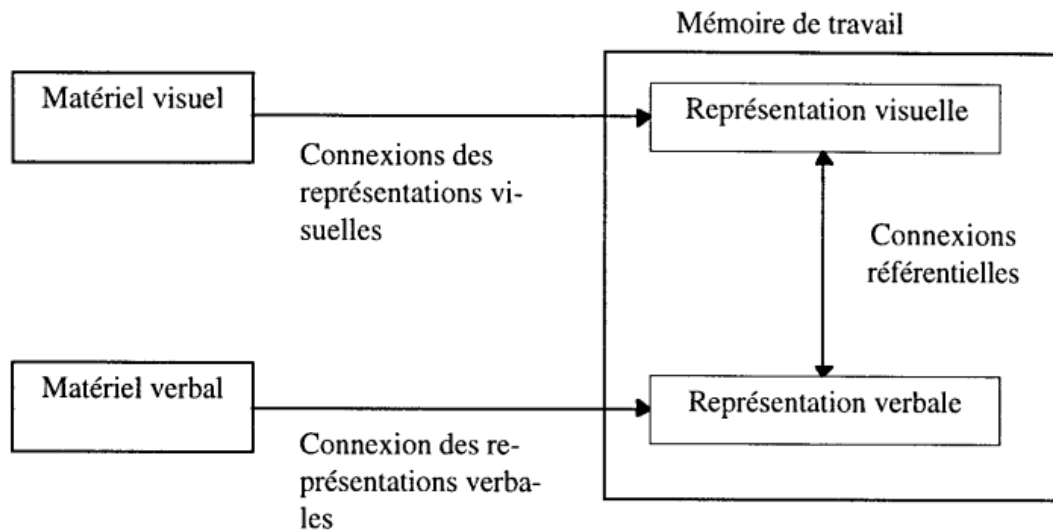 Mémoire de travail
Matériel visuel
Représentation visuelle
Connexions des
représentations vi-
suelles
Connexions
référentielles
Matériel verbal
Représentation verbale
Connexion des re-
présentations verba-
les